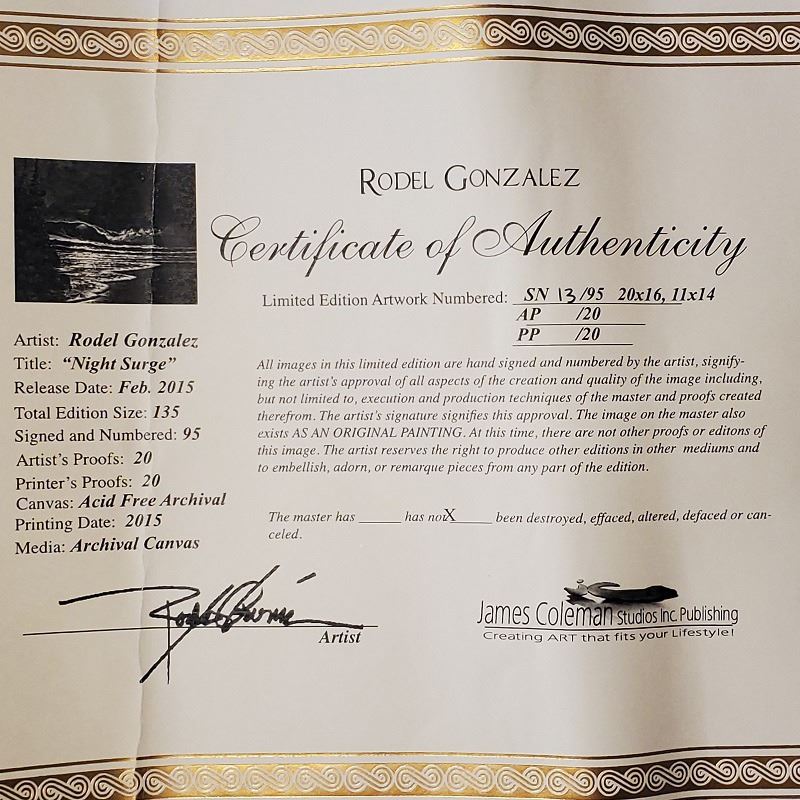 RODEL GONZALEZ
Certificate of Authenticity
Limited Edition Artwork Numbered: SN 13/95 20x16, 11x14
AP /20
PP /20
Artist: Rodel Gonzalez
Title: “Night Surge”
Release Date: Feb. 2015
Total Edition Size: 135
Signed and Numbered: 95
Artist's Proofs: 20
Printer's Proofs: 20
Canvas: Acid Free Archival
Printing Date: 2015
Media: Archival Canvas
All images in this limited edition are hand signed and numbered by the artist, signify-
ing the artist's approval of all aspects of the creation and quality of the image including,
but not limited to, execution and production techniques of the master and proofs created
therefrom. The artist's signature signifies this approval. The image on the master also
exists AS AN ORIGINAL PAINTING. At this time, there are not other proofs or editons of
this image. The artist reserves the right to produce other editions in other mediums and
to embellish, adorn, or remarque pieces from any part of the edition.
The master has ______ has not X ______ been destroyed, effaced, altered, defaced or can-
celed.
Artist
James Coleman Studios Inc. Publishing
Creating ART that fits your Lifestyle!